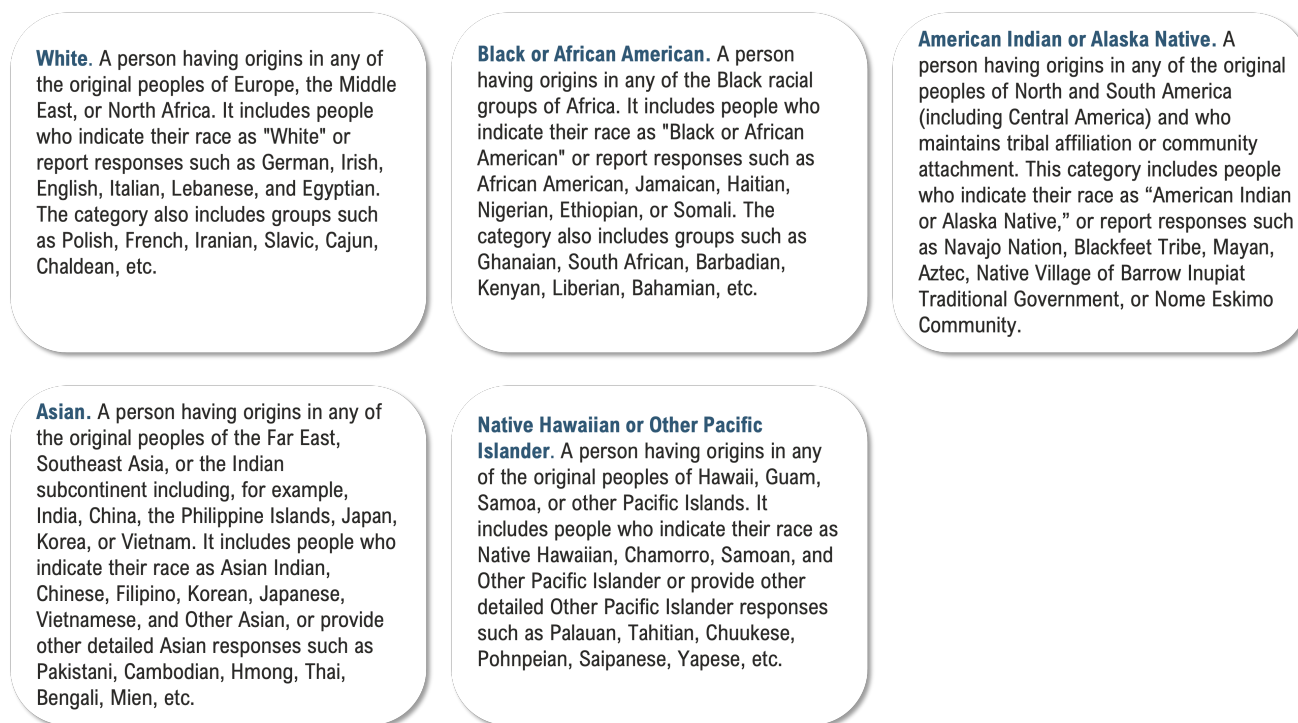 White. A person having origins in any of
the original peoples of Europe, the Middle
East, or North Africa. It includes people
who indicate their race as "White" or
report responses such as German, Irish,
English, Italian, Lebanese, and Egyptian.
The category also includes groups such
as Polish, French, Iranian, Slavic, Cajun,
Chaldean, etc.
Black or African American. A person
having origins in any of the Black racial
groups of Africa. It includes people who
indicate their race as "Black or African
American" or report responses such as
African American, Jamaican, Haitian,
Nigerian, Ethiopian, or Somali. The
category also includes groups such as
Ghanaian, South African, Barbadian,
Kenyan, Liberian, Bahamian, etc.
American Indian or Alaska Native. A
person having origins in any of the original
peoples of North and South America
(including Central America) and who
maintains tribal affiliation or community
attachment. This category includes people
who indicate their race as “American Indian
or Alaska Native,” or report responses such
as Navajo Nation, Blackfeet Tribe, Mayan,
Aztec, Native Village of Barrow Inupiat
Traditional Government, or Nome Eskimo
Community.
Asian. A person having origins in any of
the original peoples of the Far East,
Southeast Asia, or the Indian
subcontinent including, for example,
India, China, the Philippine Islands, Japan,
Korea, or Vietnam. It includes people who
indicate their race as Asian Indian,
Chinese, Filipino, Korean, Japanese,
Vietnamese, and Other Asian, or provide
other detailed Asian responses such as
Pakistani, Cambodian, Hmong, Thai,
Bengali, Mien, etc.
Native Hawaiian or Other Pacific
Islander. A person having origins in any
of the original peoples of Hawaii, Guam,
Samoa, or other Pacific Islands. It
includes people who indicate their race as
Native Hawaiian, Chamorro, Samoan, and
Other Pacific Islander or provide other
detailed Other Pacific Islander responses
such as Palauan, Tahitian, Chuukese,
Pohnpeian, Saipanese, Yapese, etc.